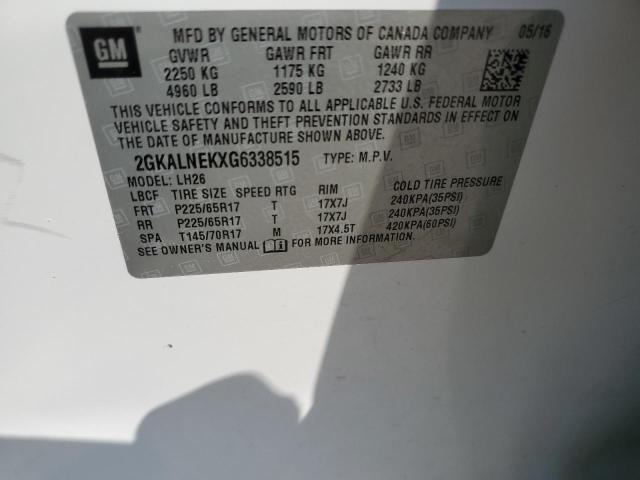 GM
MFD BY GENERAL MOTORS OF CANADA COMPANY 05/16
GVWR GAWR FRT GAWR RR
2250 KG 1175 KG 1240 KG
4960 LB 2590 LB 2733 LB
THIS VEHICLE CONFORMS TO ALL APPLICABLE U.S. FEDERAL MOTOR
VEHICLE SAFETY AND THEFT PREVENTION STANDARDS IN EFFECT ON
THE DATE OF MANUFACTURE SHOWN ABOVE.
2GKALNEKXG6338515 TYPE: M.P.V.
MODEL: LH26
LBCF TIRE SIZE SPEED RTG RIM COLD TIRE PRESSURE
FRT P225/65R17 T 17X7J 240KPA(35PSI)
RR P225/65R17 T 17X7J 240KPA(35PSI)
SPA T145/70R17 M 17X4.5T 420KPA(60PSI)
SEE OWNER'S MANUAL FOR MORE INFORMATION.